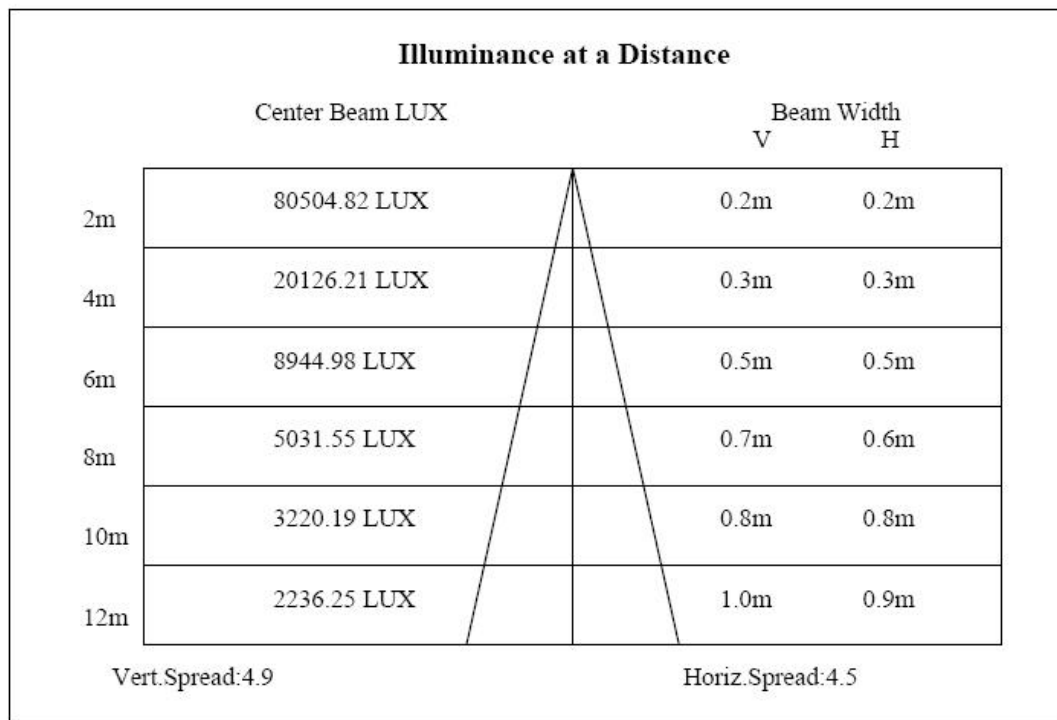 Illuminance at a Distance
Center Beam LUX Beam Width
V H
2m 80504.82 LUX 0.2m 0.2m
4m 20126.21 LUX 0.3m 0.3m
6m 8944.98 LUX 0.5m 0.5m
8m 5031.55 LUX 0.7m 0.6m
10m 3220.19 LUX 0.8m 0.8m
12m 2236.25 LUX 1.0m 0.9m
Vert.Spread:4.9 Horiz.Spread:4.5